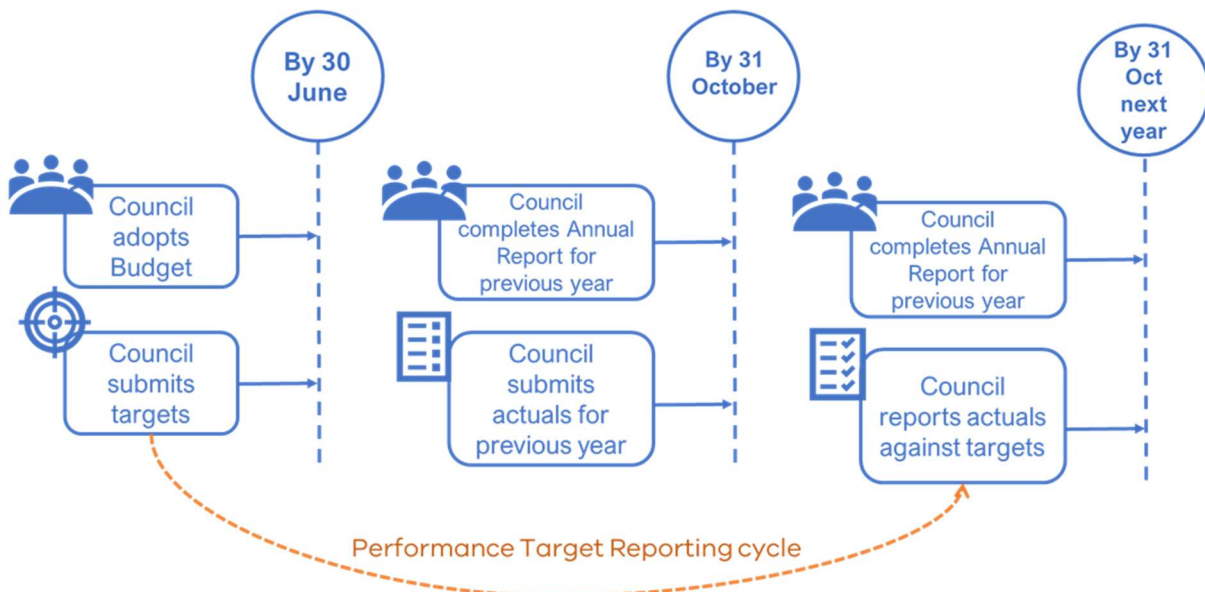 By 30
June
By 31
October
By 31
Oct
next
year
Council
adopts
Budget
Council
completes Annual
Report for
previous year
Council
completes Annual
Report for
previous year
Council
submits
targets
Council
submits
actuals for
previous year
Council
reports actuals
against targets
Performance Target Reporting cycle